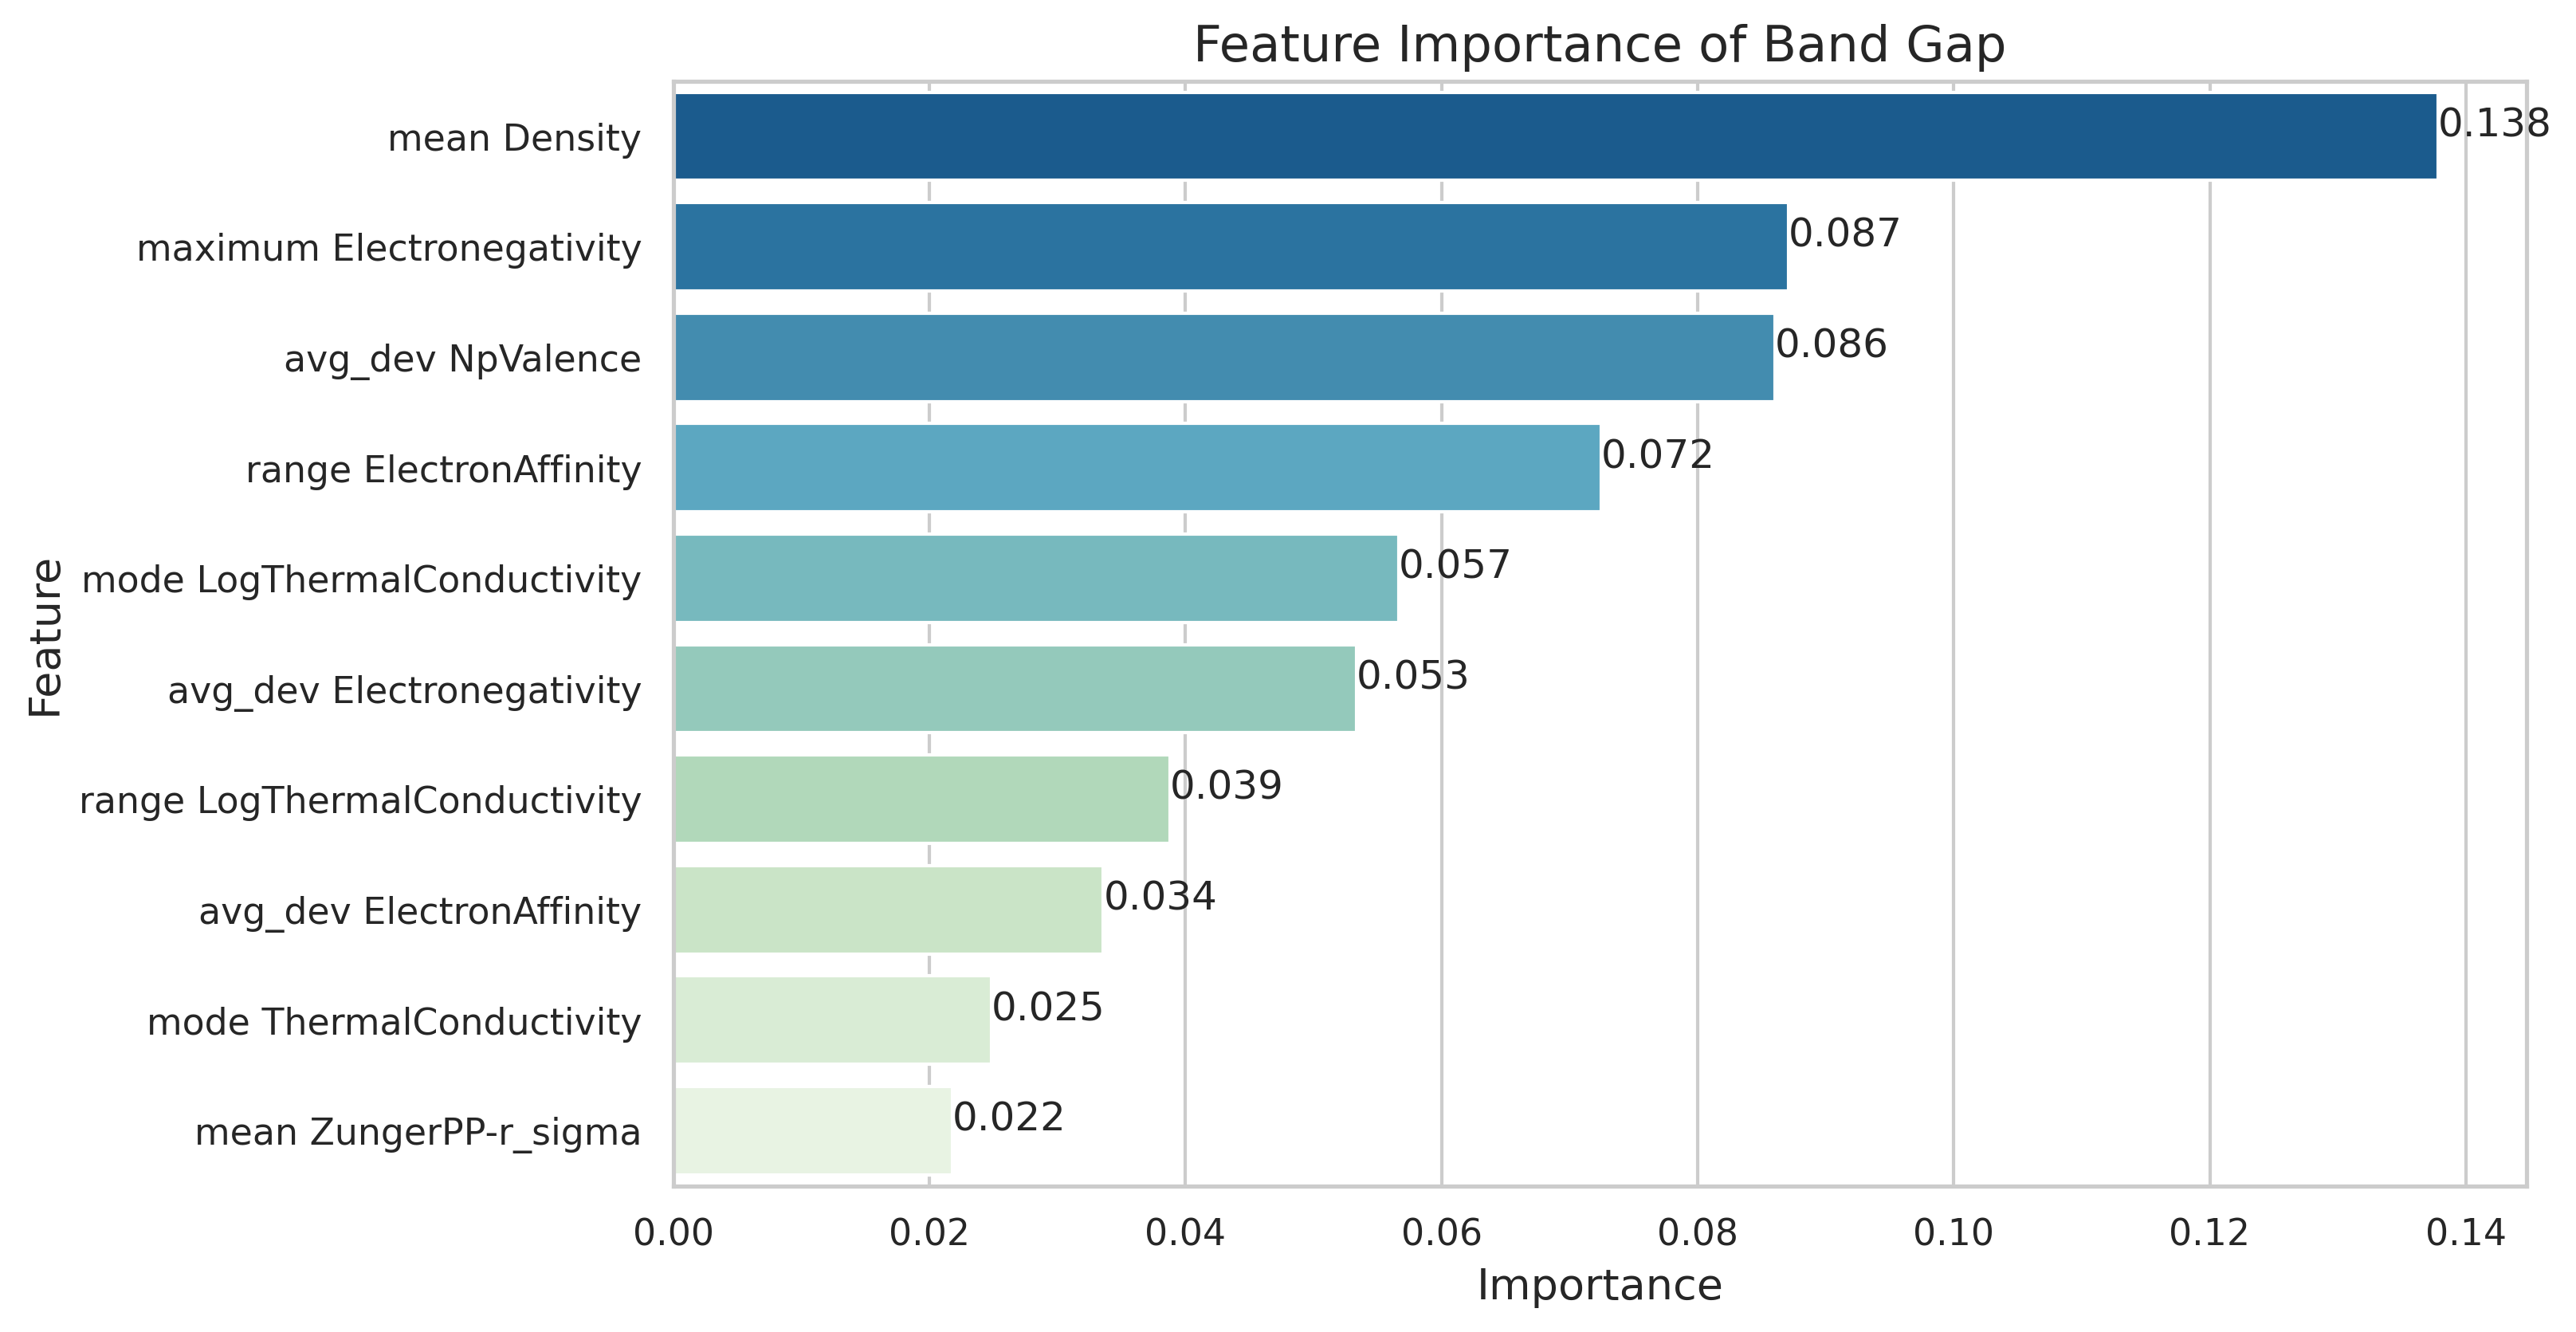 Feature Importance of Band Gap
mean Density
0.138
maximum Electronegativity
0.087
avg_dev NpValence
0.086
range ElectronAffinity
0.072
mode LogThermalConductivity
0.057
avg_dev Electronegativity
0.053
range LogThermalConductivity
0.039
avg_dev ElectronAffinity
0.034
mode ThermalConductivity
0.025
mean ZungerPP-r_sigma
0.022
Feature
0.00 0.02 0.04 0.06 0.08 0.10 0.12 0.14
Importance